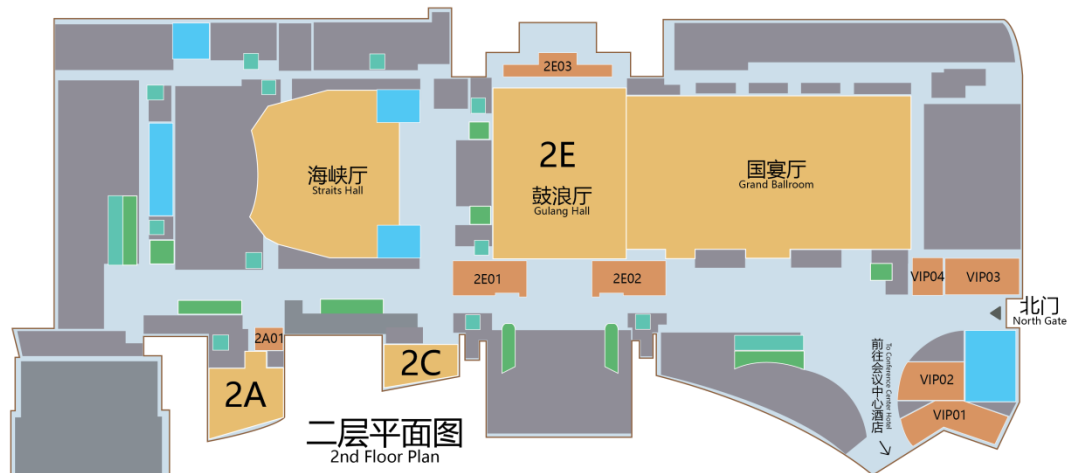 2E03
2E
海峡厅
Straits Hall
鼓浪厅
Gulang Hall
国宴厅
Grand Ballroom
2E01
2E02
VIP04
VIP03
北门
North Gate
2A01
2A
2C
前往会议中心酒店
To Conference Center Hotel
VIP02
VIP01
二层平面图
2nd Floor Plan